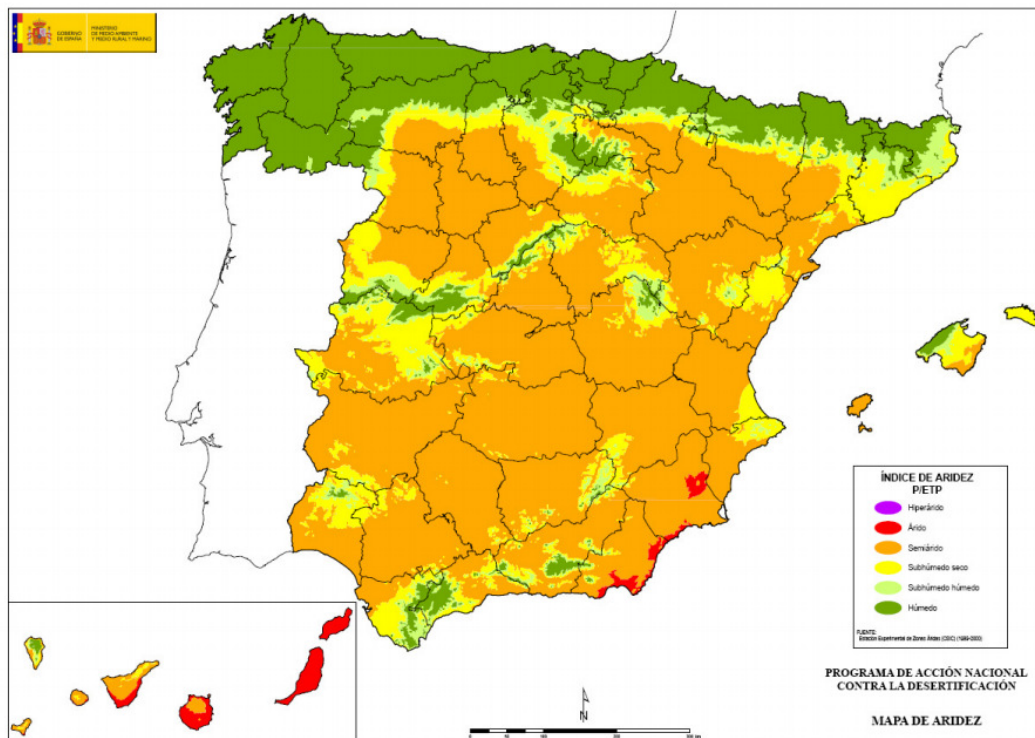 GOBIERNO
DE ESPAÑA
MINISTERIO
DE MEDIO AMBIENTE
Y MEDIO RURAL Y MARINO
ÍNDICE DE ARIDEZ
P/ETP
Hiperárido
Árido
Semiárido
Subhúmedo seco
Subhúmedo húmedo
Húmedo
FUENTE:
Estación Experimental de Zonas Áridas (CSIC)
PROGRAMA DE ACCIÓN NACIONAL
CONTRA LA DESERTIFICACIÓN
N
MAPA DE ARIDEZ